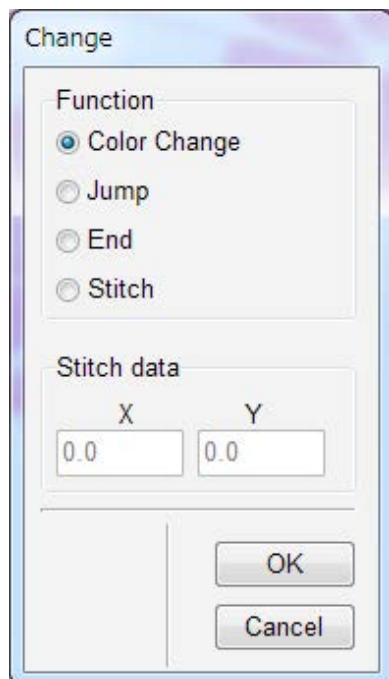 Change
Function
Color Change
Jump
End
Stitch
Stitch data
X Y
0.0 0.0
OK
Cancel